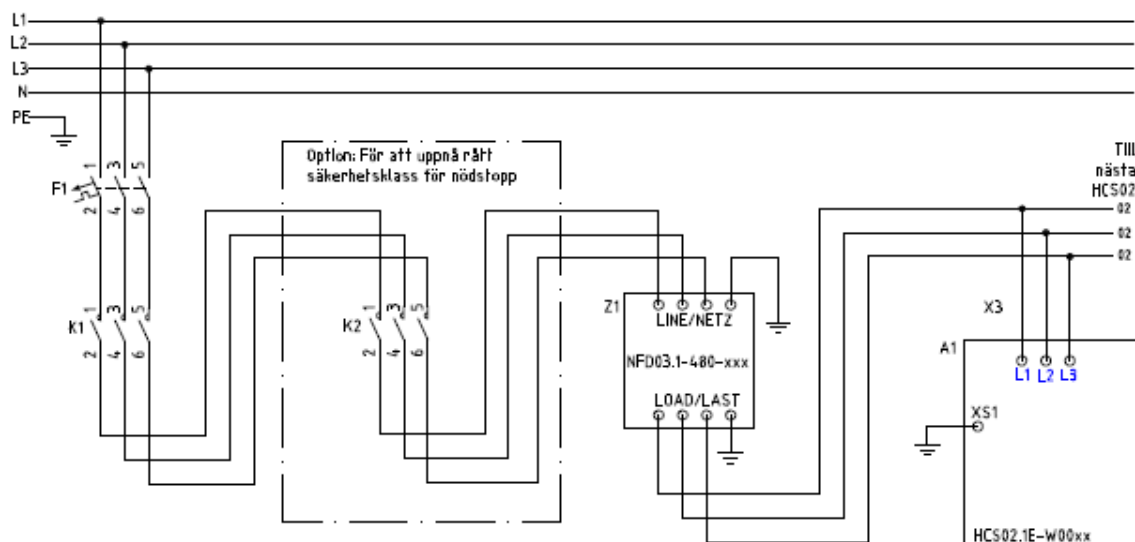 L1
L2
L3
N
PE
Option: För att uppnå rätt
säkerhetsklass för nödstopp
Till
nästa
HCS02
F1
1 3 5
2 4 6
02
02
02
K1
1 3 5
2 4 6
K2
1 3 5
2 4 6
Z1
LINE/NETZ
NFD03.1-480-xxx
LOAD/LAST
X3
A1
L1 L2 L3
XS1
HCS02.1E-W00xx